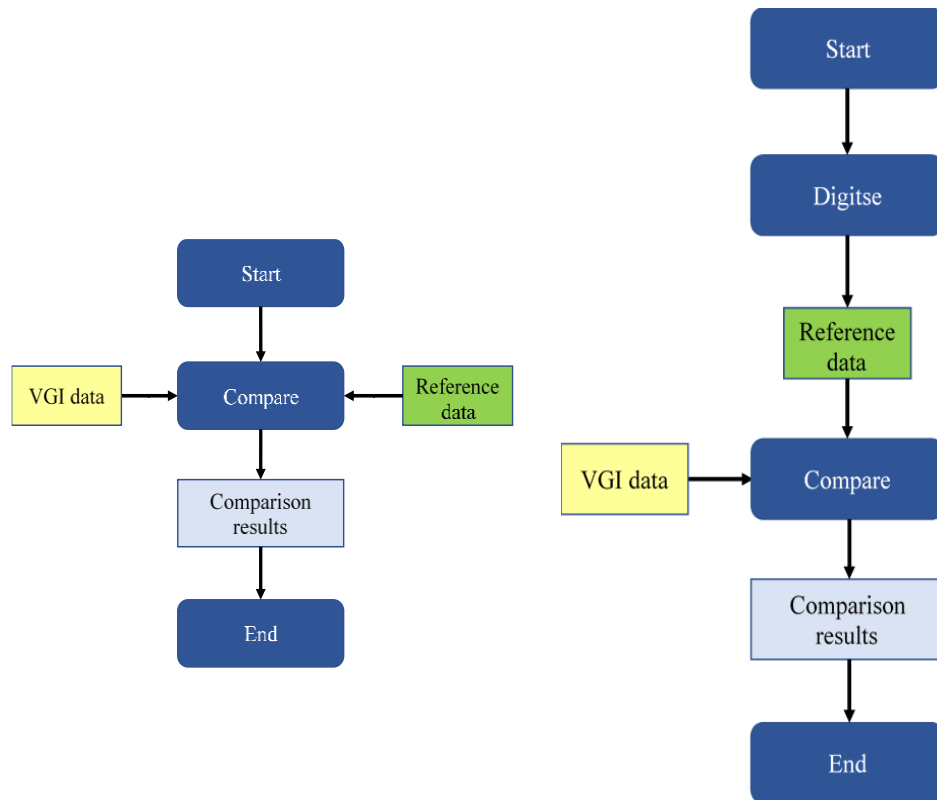 Start
VGI data
Compare
Reference
data
Comparison
results
End
Start
Digitse
Reference
data
VGI data
Compare
Comparison
results
End